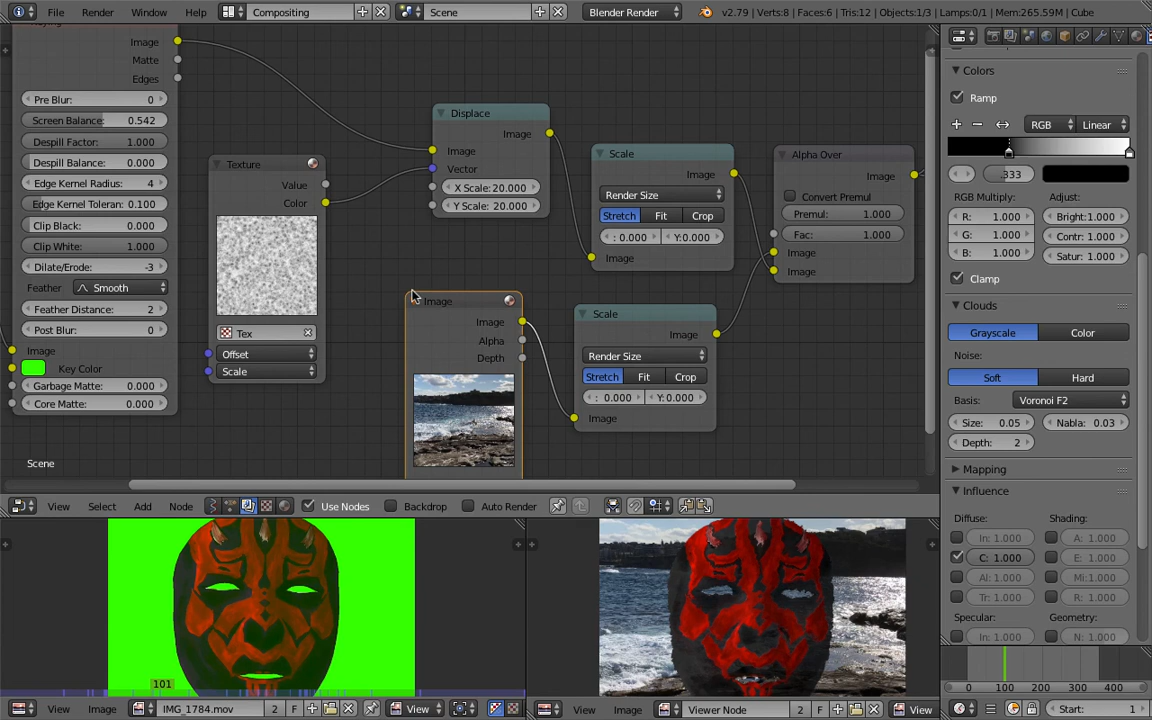 File Render Window Help Compositing Scene Blender Render v2.79 | Verts:8 | Faces:6 | Tris:12 | Objects:1/3 | Lamps:0/1 | Mem:265.59M | Cube
Image
Matte
Edges
Pre Blur: 0
Screen Balance: 0.542
Despill Factor: 1.000
Despill Balance: 0.000
Edge Kernel Radius: 4
Edge Kernel Toleran: 0.100
Clip Black: 0.000
Clip White: 1.000
Dilate/Erode: -3
Feather Smooth
Feather Distance: 2
Post Blur: 0
Image
Key Color
Garbage Matte: 0.000
Core Matte: 0.000
Texture
Value
Color
Tex
Offset
Scale
Displace
Image
Image
Vector
X Scale: 20.000
Y Scale: 20.000
Image
Image
Alpha
Depth
Scale
Image
Render Size
Stretch Fit Crop
: 0.000 Y:0.000
Image
Scale
Image
Render Size
Stretch Fit Crop
: 0.000 Y:0.000
Image
Alpha Over
Image
Convert Premul
Premul: 1.000
Fac: 1.000
Image
Image
Scene
View Select Add Node Use Nodes Backdrop Auto Render
101
View Image IMG_1784.mov 2 F View
View Image Viewer Node 2 F View
Colors
Ramp
RGB Linear
.333
RGB Multiply: Adjust:
R: 1.000 Bright:1.000
G: 1.000 Contr: 1.000
B: 1.000 Satur: 1.000
Clamp
Clouds
Grayscale Color
Noise:
Soft Hard
Basis: Voronoi F2
Size: 0.05 Nabla: 0.03
Depth: 2
Mapping
Influence
Diffuse: Shading:
In: 1.000 A: 1.000
C: 1.000 E: 1.000
Al: 1.000 Mi:1.000
Tr: 1.000 R: 1.000
Specular: Geometry:
In: 1.000 N: 1.000
0 100 200 300 400
Start: 1